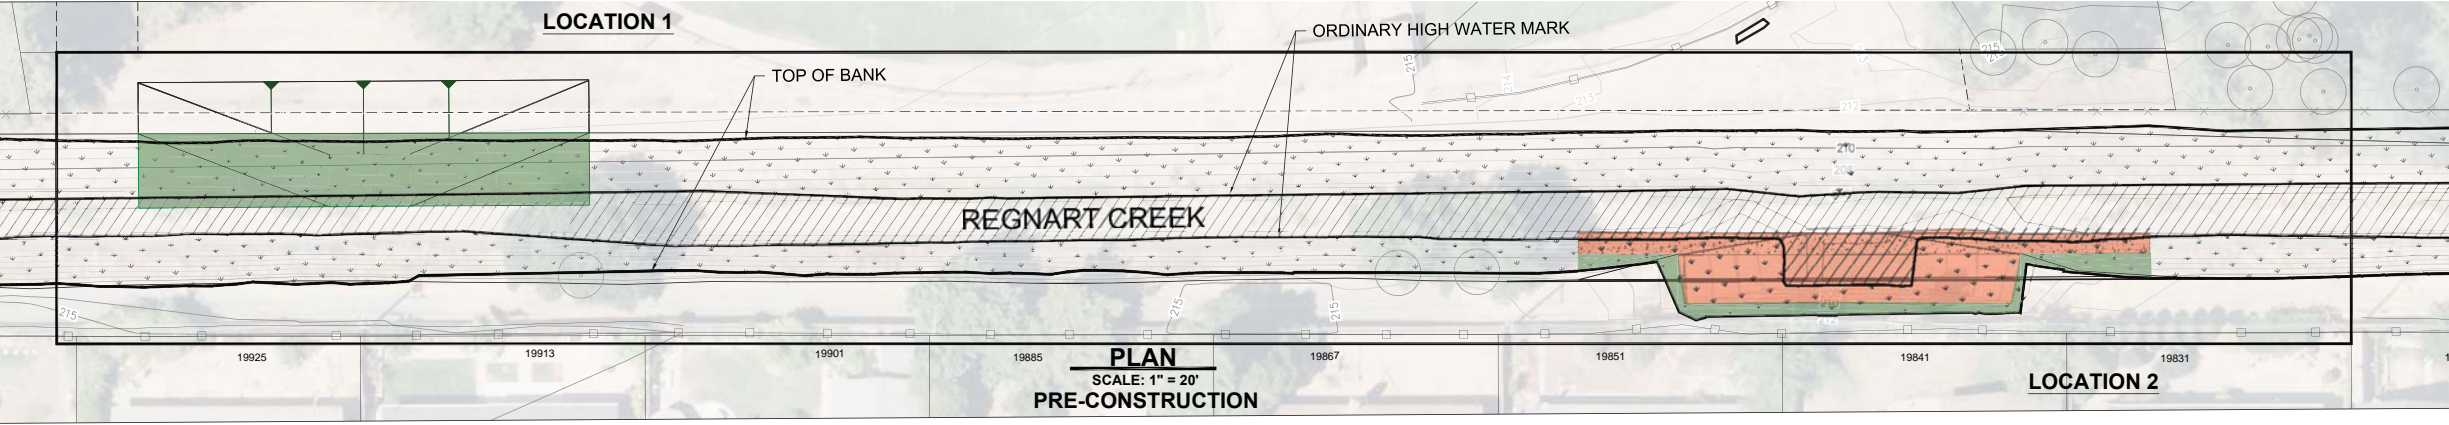 LOCATION 1
ORDINARY HIGH WATER MARK
TOP OF BANK
215
214
213
212
215
210
REGNART CREEK
215
215
215
19925
19913
19901
19885
19867
19851
19841
19831
PLAN
SCALE: 1" = 20'
PRE-CONSTRUCTION
LOCATION 2